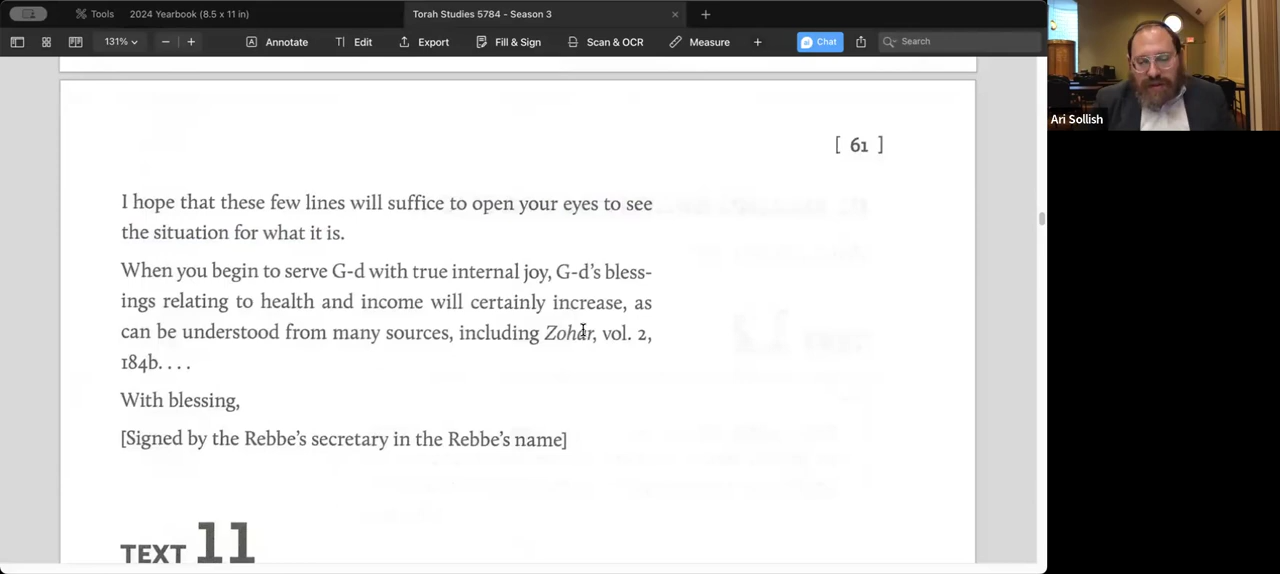 Tools
2024 Yearbook (8.5 x 11 in)
Torah Studies 5784 - Season 3
131%
Annotate
Edit
Export
Fill & Sign
Scan & OCR
Measure
Chat
Search
Ari Sollish
[ 61 ]
I hope that these few lines will suffice to open your eyes to see
the situation for what it is.
When you begin to serve G-d with true internal joy, G-d's bless-
ings relating to health and income will certainly increase, as
can be understood from many sources, including Zohar, vol. 2,
184b. . . .
With blessing,
[Signed by the Rebbe's secretary in the Rebbe's name]
TEXT 11